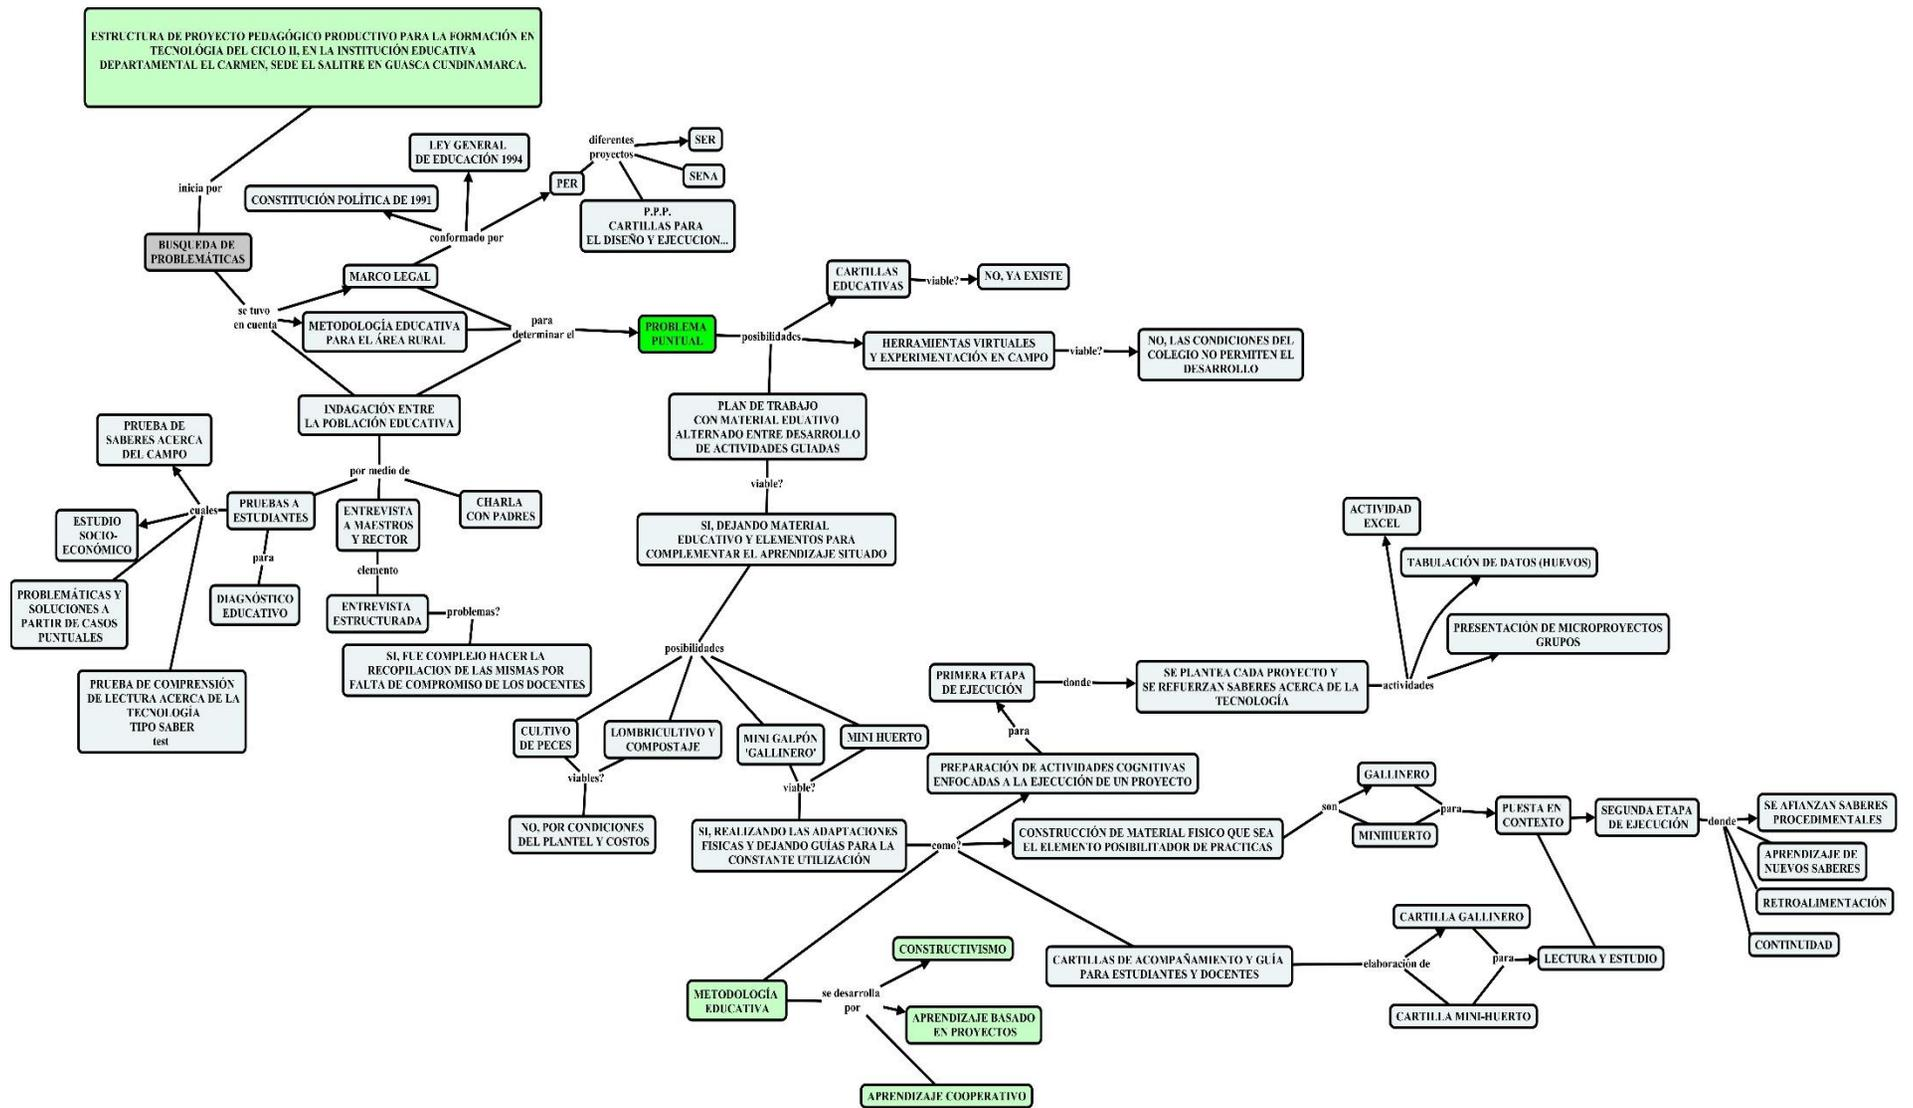 ESTRUCTURA DE PROYECTO PEDAGÓGICO PRODUCTIVO PARA LA FORMACIÓN EN
TECNOLÓGIA DEL CICLO II, EN LA INSTITUCIÓN EDUCATIVA
DEPARTAMENTAL EL CARMEN, SEDE EL SALITRE EN GUASCA CUNDINAMARCA.
inicia por
BUSQUEDA DE
PROBLEMÁTICAS
se tuvo
en cuenta
MARCO LEGAL
conformado por
CONSTITUCIÓN POLÍTICA DE 1991
LEY GENERAL
DE EDUCACIÓN 1994
PER
diferentes
proyectos
SER
SENA
P.P.P.
CARTILLAS PARA
EL DISEÑO Y EJECUCION...
METODOLOGÍA EDUCATIVA
PARA EL ÁREA RURAL
para
determinar el
INDAGACIÓN ENTRE
LA POBLACIÓN EDUCATIVA
por medio de
PRUEBAS A
ESTUDIANTES
cuales
PRUEBA DE
SABERES ACERCA
DEL CAMPO
ESTUDIO
SOCIO-
ECONÓMICO
PROBLEMÁTICAS Y
SOLUCIONES A
PARTIR DE CASOS
PUNTUALES
PRUEBA DE COMPRENSIÓN
DE LECTURA ACERCA DE LA
TECNOLOGÍA
TIPO SABER
test
para
DIAGNÓSTICO
EDUCATIVO
ENTREVISTA
A MAESTROS
Y RECTOR
elemento
ENTREVISTA
ESTRUCTURADA
problemas?
SI, FUE COMPLEJO HACER LA
RECOPILACION DE LAS MISMAS POR
FALTA DE COMPROMISO DE LOS DOCENTES
CHARLA
CON PADRES
PROBLEMA
PUNTUAL
posibilidades
CARTILLAS
EDUCATIVAS
viable?
NO, YA EXISTE
HERRAMIENTAS VIRTUALES
Y EXPERIMENTACIÓN EN CAMPO
viable?
NO, LAS CONDICIONES DEL
COLEGIO NO PERMITEN EL
DESARROLLO
PLAN DE TRABAJO
CON MATERIAL EDUTIVO
ALTERNADO ENTRE DESARROLLO
DE ACTIVIDADES GUIADAS
viable?
SI, DEJANDO MATERIAL
EDUCATIVO Y ELEMENTOS PARA
COMPLEMENTAR EL APRENDIZAJE SITUADO
posibilidades
CULTIVO
DE PECES
LOMBRICULTIVO Y
COMPOSTAJE
viables?
NO, POR CONDICIONES
DEL PLANTEL Y COSTOS
MINI GALPÓN
'GALLINERO'
MINI HUERTO
viable?
SI, REALIZANDO LAS ADAPTACIONES
FISICAS Y DEJANDO GUÍAS PARA LA
CONSTANTE UTILIZACIÓN
como?
PREPARACIÓN DE ACTIVIDADES COGNITIVAS
ENFOCADAS A LA EJECUCIÓN DE UN PROYECTO
para
PRIMERA ETAPA
DE EJECUCIÓN
donde
SE PLANTEA CADA PROYECTO Y
SE REFUERZAN SABERES ACERCA DE LA
TECNOLOGÍA
actividades
ACTIVIDAD
EXCEL
TABULACIÓN DE DATOS (HUEVOS)
PRESENTACIÓN DE MICROPROYECTOS
GRUPOS
CONSTRUCCIÓN DE MATERIAL FISICO QUE SEA
EL ELEMENTO POSIBILITADOR DE PRACTICAS
son
GALLINERO
MINIHUERTO
para
PUESTA EN
CONTEXTO
SEGUNDA ETAPA
DE EJECUCIÓN
donde
SE AFIANZAN SABERES
PROCEDIMENTALES
APRENDIZAJE DE
NUEVOS SABERES
RETROALIMENTACIÓN
CONTINUIDAD
CARTILLAS DE ACOMPAÑAMIENTO Y GUÍA
PARA ESTUDIANTES Y DOCENTES
elaboración de
CARTILLA GALLINERO
CARTILLA MINI-HUERTO
para
LECTURA Y ESTUDIO
METODOLOGÍA
EDUCATIVA
se desarrolla
por
CONSTRUCTIVISMO
APRENDIZAJE BASADO
EN PROYECTOS
APRENDIZAJE COOPERATIVO